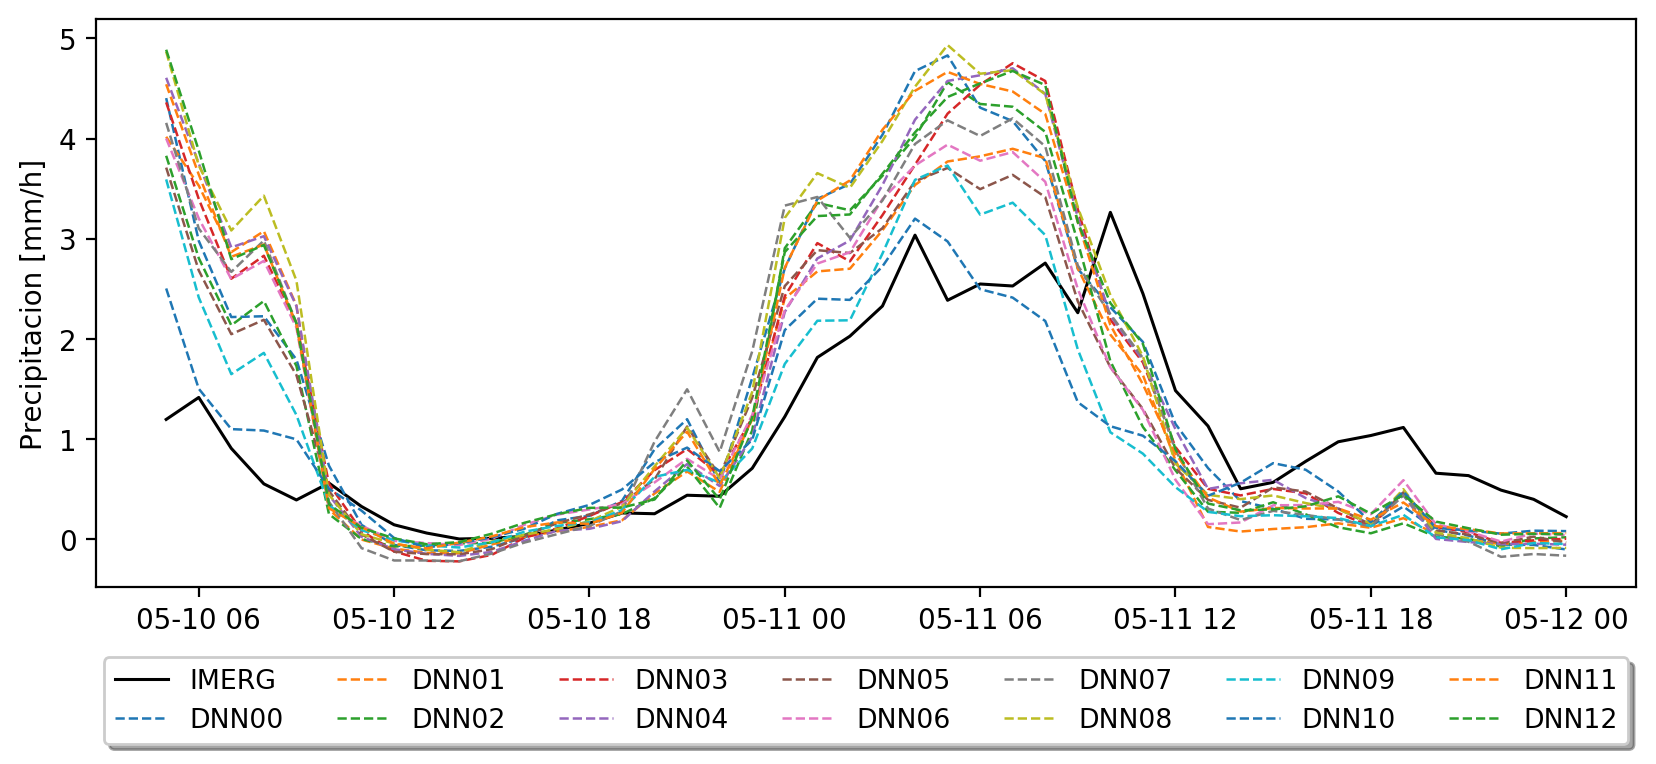 Precipitacion [mm/h]
5
4
3
2
1
0
05-10 06 05-10 12 05-10 18 05-11 00 05-11 06 05-11 12 05-11 18 05-12 00
IMERG DNN01 DNN03 DNN05 DNN07 DNN09 DNN11
DNN00 DNN02 DNN04 DNN06 DNN08 DNN10 DNN12